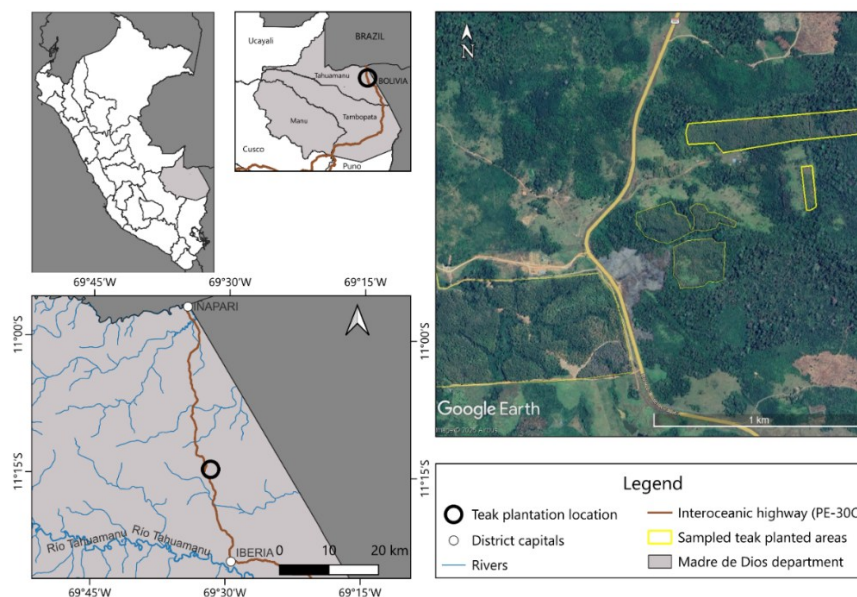 Ucayali
BRAZIL
Tahuamanu
BOLIVIA
Manu
Tambopata
Cusco
Puno
N
Google Earth
1 km
69°45'W
69°30'W
69°15'W
INAPARI
11°00'S
11°00'S
11°15'S
11°15'S
Río Tahuamanu
Río Tahuamanu
IBERIA
0
10
20 km
69°45'W
69°30'W
69°15'W
Legend
Teak plantation location
District capitals
Rivers
Interoceanic highway (PE-30C
Sampled teak planted areas
Madre de Dios department